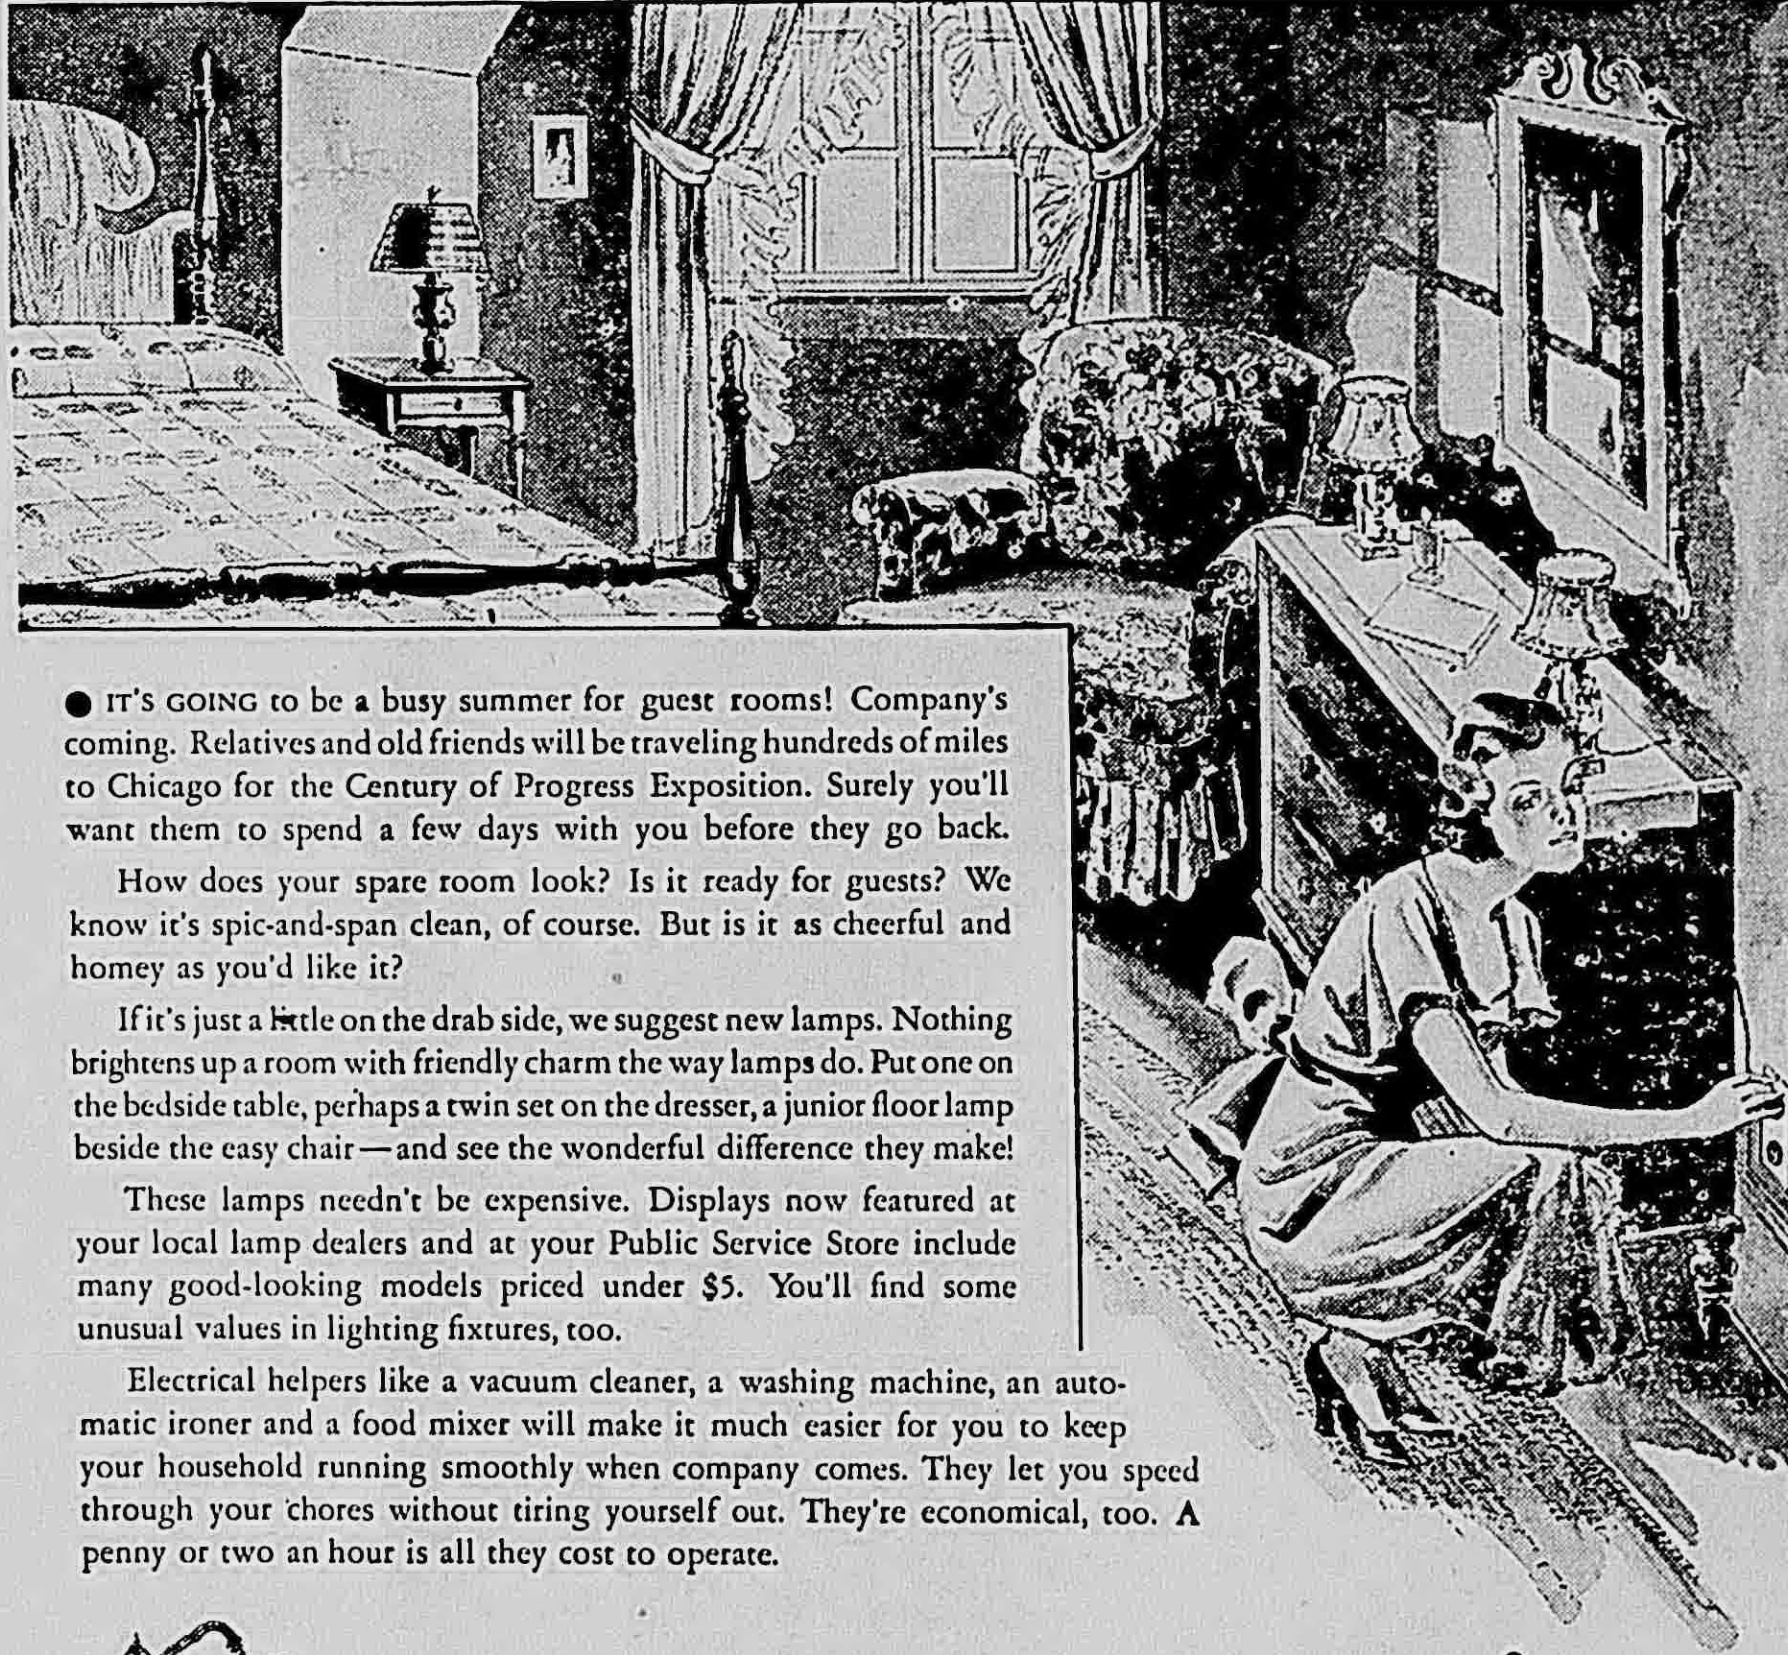 ● IT'S GOING to be a busy summer for guest rooms! Company's
coming. Relatives and old friends will be traveling hundreds of miles
to Chicago for the Century of Progress Exposition. Surely you'll
want them to spend a few days with you before they go back.
How does your spare room look? Is it ready for guests? We
know it's spic-and-span clean, of course. But is it as cheerful and
homey as you'd like it?
If it's just a little on the drab side, we suggest new lamps. Nothing
brightens up a room with friendly charm the way lamps do. Put one on
the bedside table, perhaps a twin set on the dresser, a junior floor lamp
beside the easy chair—and see the wonderful difference they make!
These lamps needn't be expensive. Displays now featured at
your local lamp dealers and at your Public Service Store include
many good-looking models priced under $5. You'll find some
unusual values in lighting fixtures, too.
Electrical helpers like a vacuum cleaner, a washing machine, an auto-
matic ironer and a food mixer will make it much easier for you to keep
your household running smoothly when company comes. They let you speed
through your chores without tiring yourself out. They're economical, too. A
penny or two an hour is all they cost to operate.